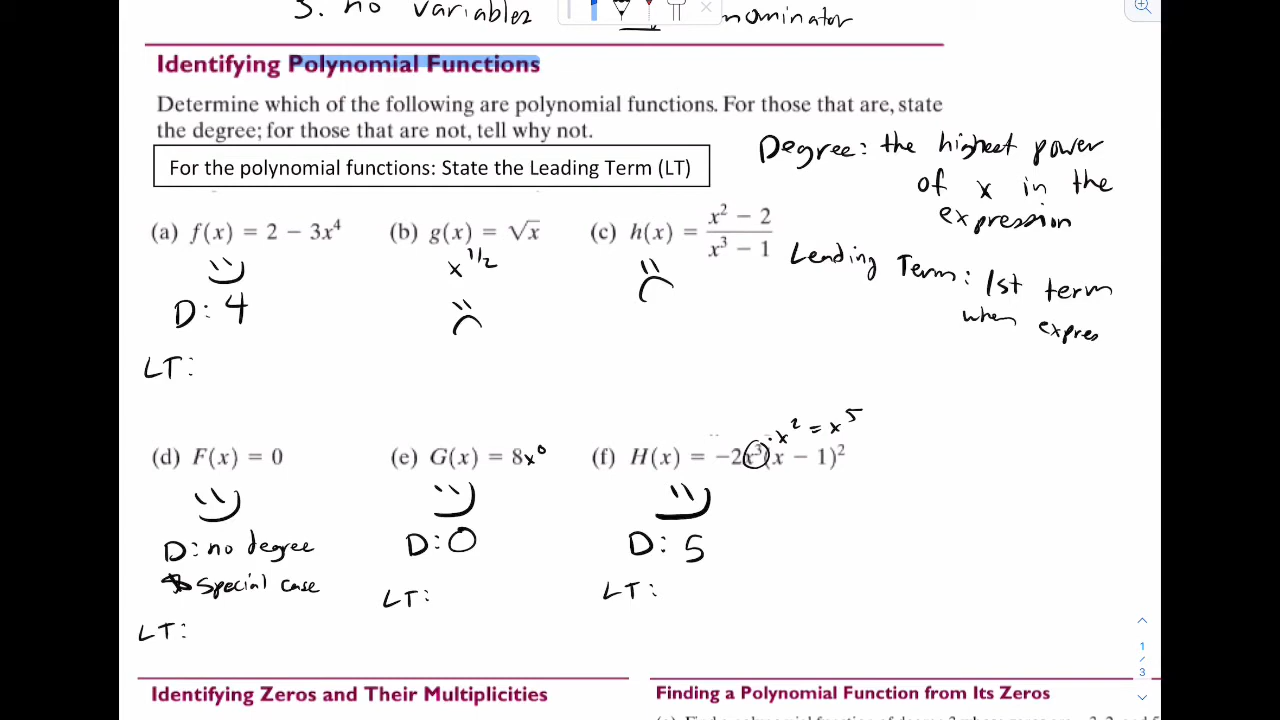 3. no variables nominator
Identifying Polynomial Functions
Determine which of the following are polynomial functions. For those that are, state
the degree; for those that are not, tell why not.
For the polynomial functions: State the Leading Term (LT)
Degree: the highest power
of x in the
expression
Leading Term: 1st term
when expres
(a) f(x) = 2 − 3x⁴ (b) g(x) = √x (c) h(x) = (x² − 2)/(x³ − 1)
x^1/2
D: 4
LT:
· x² = x⁵
(d) F(x) = 0 (e) G(x) = 8x⁰ (f) H(x) = −2x³(x − 1)²
D: no degree D: 0 D: 5
Special case LT: LT:
LT:
1
/
3
Identifying Zeros and Their Multiplicities Finding a Polynomial Function from Its Zeros